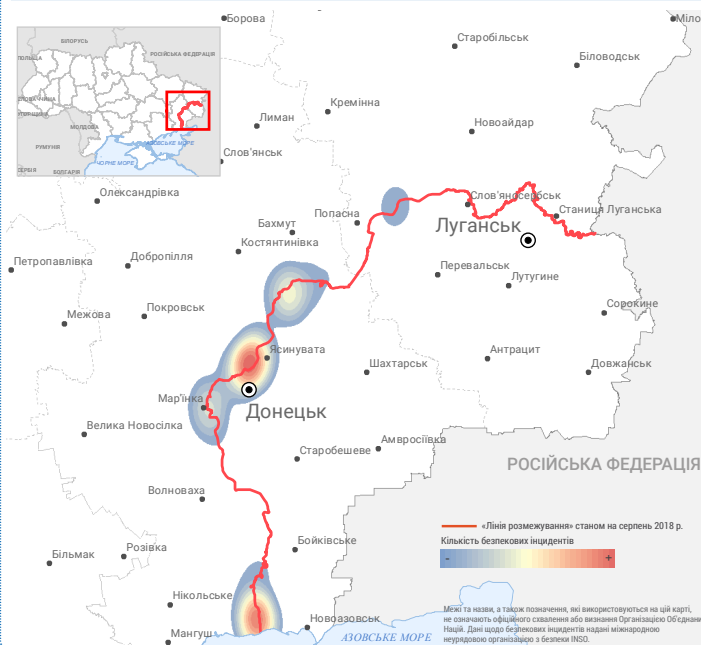 Борова
Міло
Старобільськ
Біловодськ
БІЛОРУСЬ
РОСІЙСЬКА ФЕДЕРАЦІЯ
ПОЛЬЩА
МОЛДОВА
РУМУНІЯ
БОЛГАРІЯ
АЗОВСЬКЕ МОРЕ
ЧОРНЕ МОРЕ
Кремінна
Лиман
Новоайдар
Слов'янськ
Олександрівка
Слов'яносербськ
Станиця Луганська
Попасна
Бахмут
Луганськ
Костянтинівка
Петропавлівка
Добропілля
Перевальськ
Лутугине
Сорокине
Межова
Покровськ
Ясинувата
Антрацит
Шахтарськ
Довжанськ
Мар'їнка
Донецьк
Велика Новосілка
Амвросіївка
Старобешеве
РОСІЙСЬКА ФЕДЕРАЦІЯ
Волноваха
«Лінія розмежування» станом на серпень 2018 р.
Кількість безпекових інцидентів
- +
Бойківське
Розівка
Більмак
Нікольське
Новоазовськ
Мангуш
АЗОВСЬКЕ МОРЕ
Межі та назви, а також позначення, які використовуються на цій карті,
не означають офіційного схвалення або визнання Організацією Об'єднани
Націй. Дані щодо безпекових інцидентів надані міжнародною
неурядовою організацією з безпеки INSO.